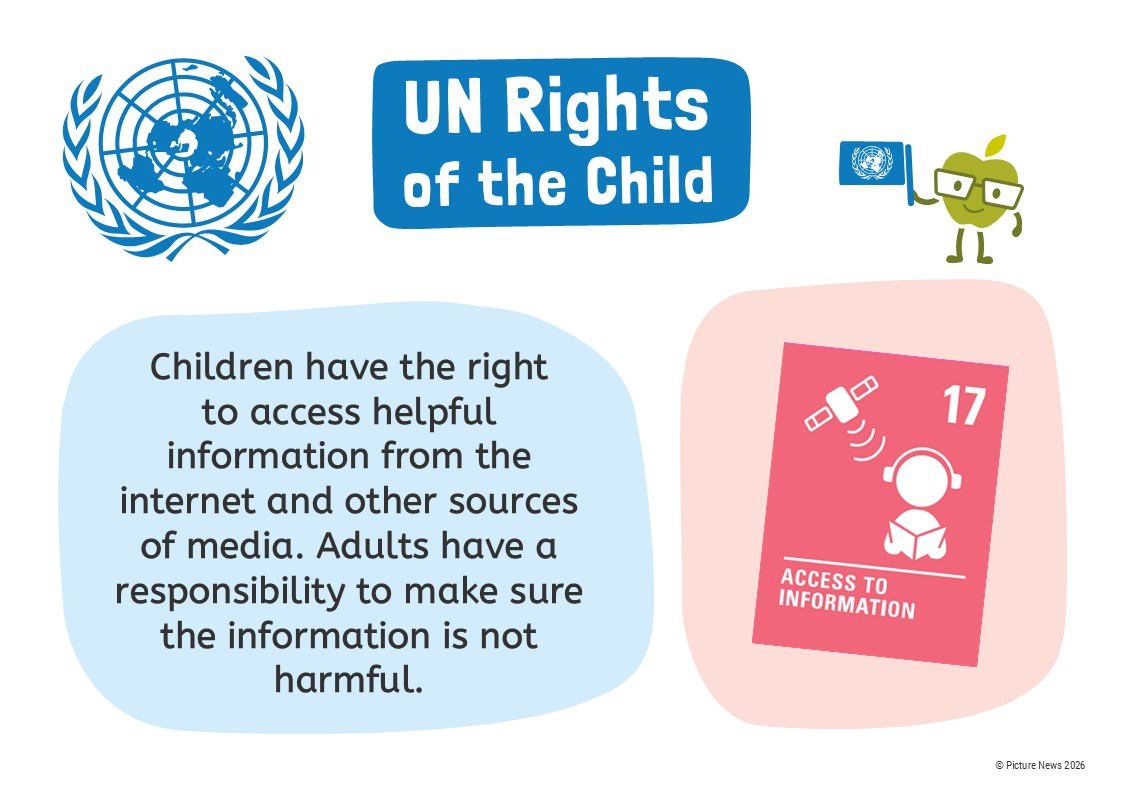 UN Rights
of the Child
Children have the right
to access helpful
information from the
internet and other sources
of media. Adults have a
responsibility to make sure
the information is not
harmful.
17
ACCESS TO
INFORMATION
© Picture News 2026